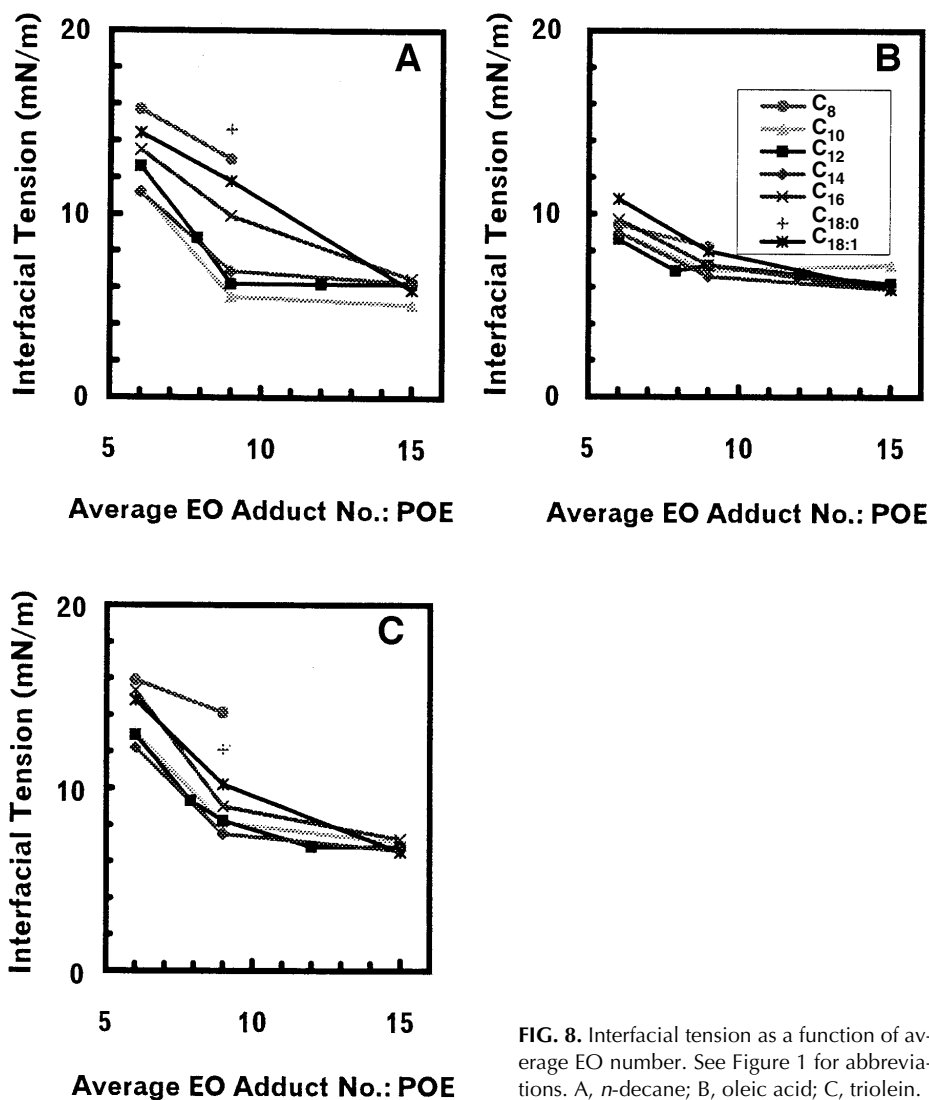 20
A
Interfacial Tension (mN/m)
10
0
5 10 15
Average EO Adduct No.: POE
20
B
Interfacial Tension (mN/m)
10
0
C8
C10
C12
C14
C16
C18:0
C18:1
5 10 15
Average EO Adduct No.: POE
20
C
Interfacial Tension (mN/m)
10
0
5 10 15
Average EO Adduct No.: POE
FIG. 8. Interfacial tension as a function of av-
erage EO number. See Figure 1 for abbrevia-
tions. A, n-decane; B, oleic acid; C, triolein.